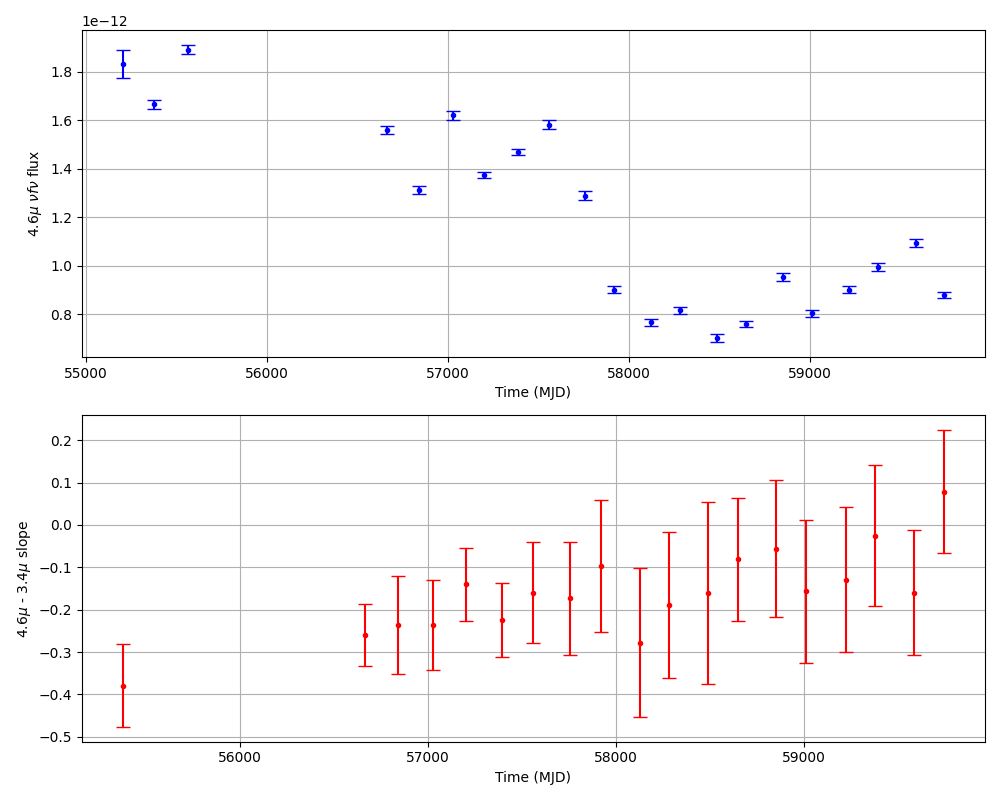 1e−12
4.6μ νfν flux
1.8
1.6
1.4
1.2
1.0
0.8
55000 56000 57000 58000 59000
Time (MJD)
4.6μ - 3.4μ slope
0.2
0.1
0.0
−0.1
−0.2
−0.3
−0.4
−0.5
56000 57000 58000 59000
Time (MJD)